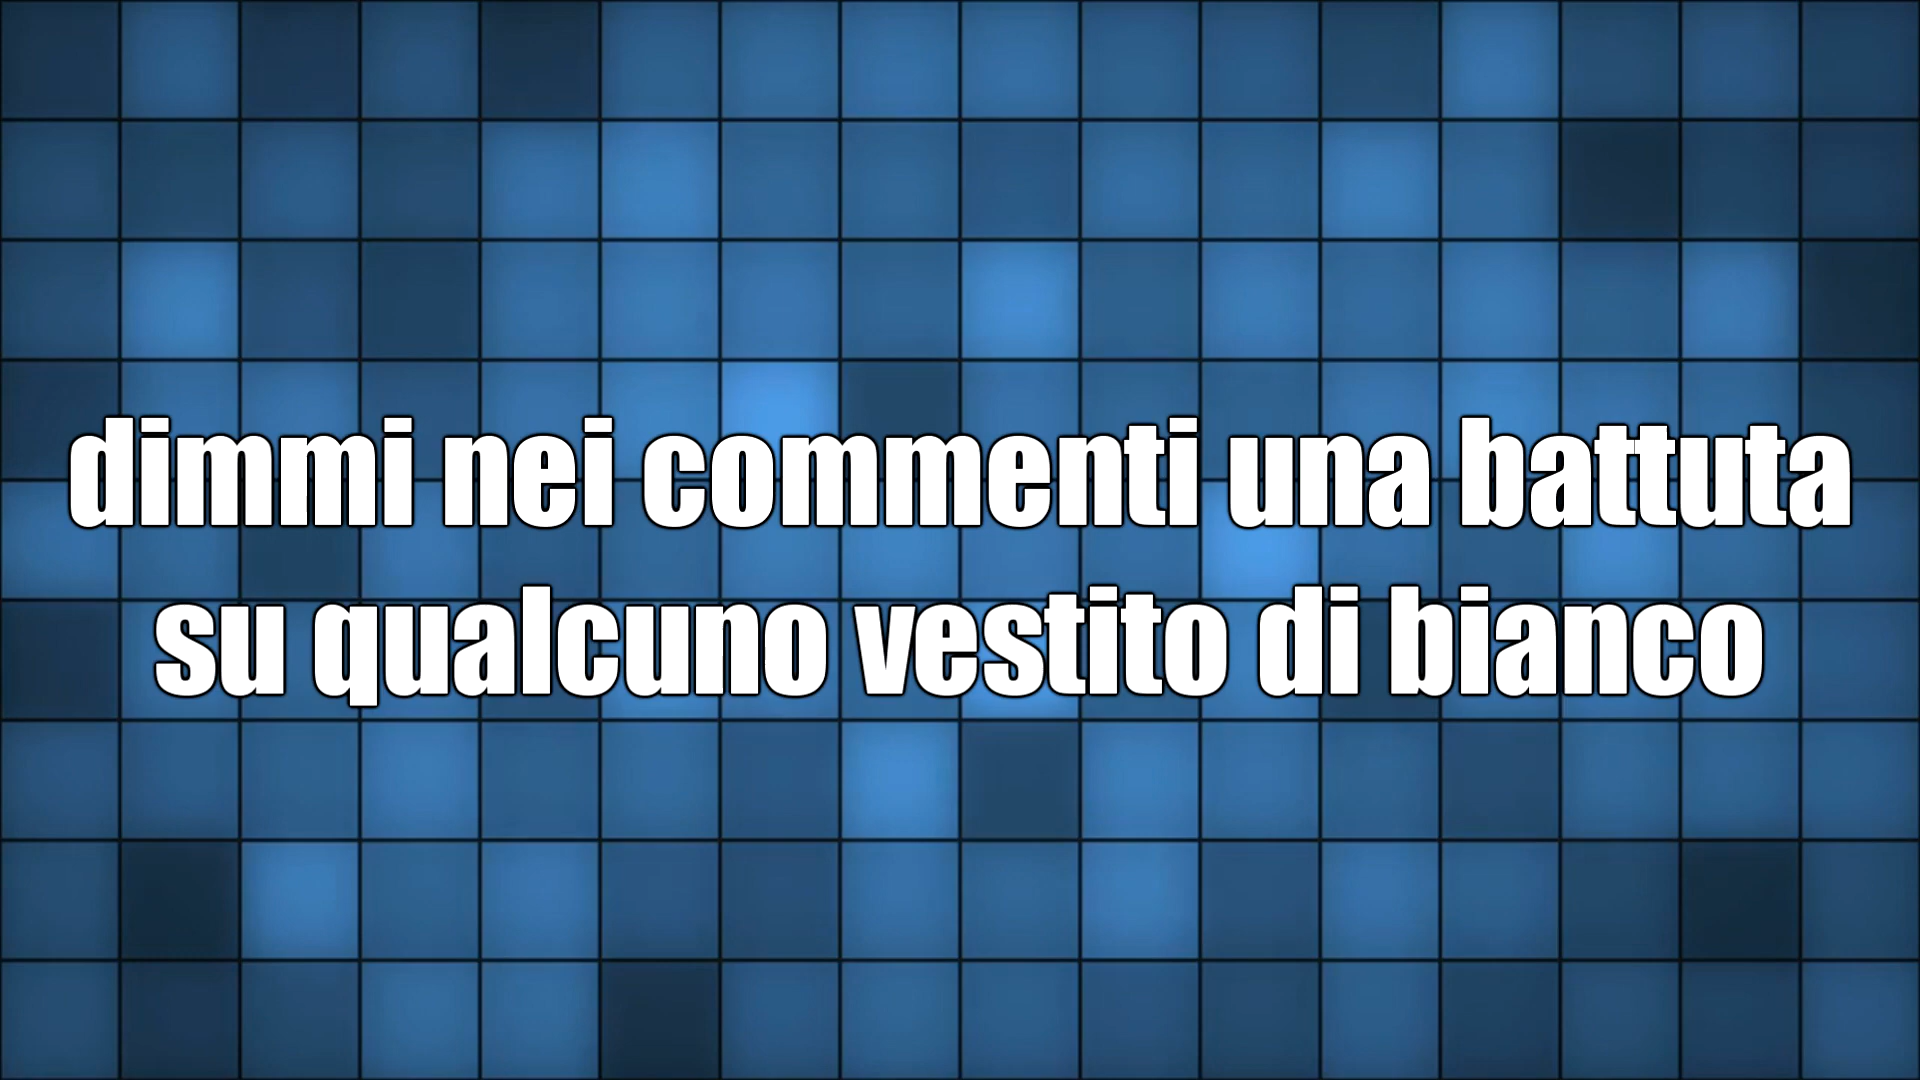 dimmi nei commenti una battuta
su qualcuno vestito di bianco